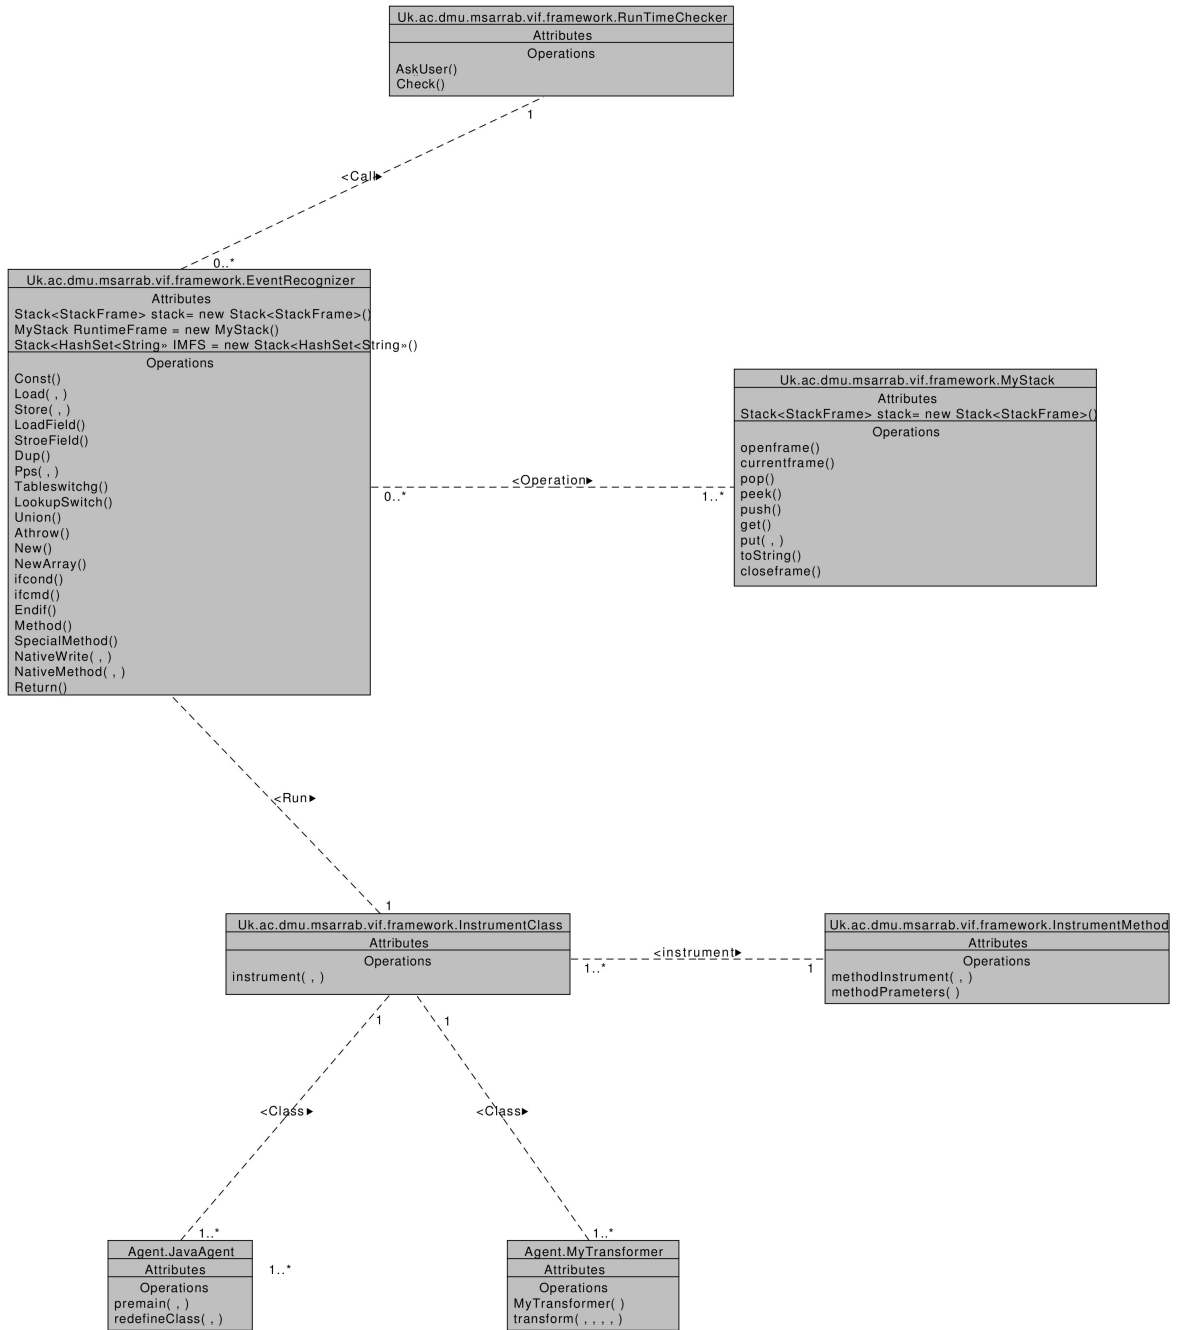 Uk.ac.dmu.msarrab.vif.framework.RunTimeChecker
Attributes
Operations
AskUser()
Check()
1
<Call▶
0..*
Uk.ac.dmu.msarrab.vif.framework.EventRecognizer
Attributes
Stack<StackFrame> stack= new Stack<StackFrame>()
MyStack RuntimeFrame = new MyStack()
Stack<HashSet<String» IMFS = new Stack<HashSet<String»()
Operations
Const()
Load( , )
Store( , )
LoadField()
StroeField()
Dup()
Pps( , )
Tableswitchg()
LookupSwitch()
Union()
Athrow()
New()
NewArray()
ifcond()
ifcmd()
Endif()
Method()
SpecialMethod()
NativeWrite( , )
NativeMethod( , )
Return()
<Operation▶
0..*
1..*
Uk.ac.dmu.msarrab.vif.framework.MyStack
Attributes
Stack<StackFrame> stack= new Stack<StackFrame>()
Operations
openframe()
currentframe()
pop()
peek()
push()
get()
put( , )
toString()
closeframe()
<Run▶
1
Uk.ac.dmu.msarrab.vif.framework.InstrumentClass
Attributes
Operations
instrument( , )
<instrument▶
1..*
1
Uk.ac.dmu.msarrab.vif.framework.InstrumentMethod
Attributes
Operations
methodInstrument( , )
methodPrameters( )
1
1
<Class▶
<Class▶
1..*
1..*
Agent.JavaAgent
Attributes
Operations
premain( , )
redefineClass( , )
1..*
Agent.MyTransformer
Attributes
Operations
MyTransformer( )
transform( , , , , )